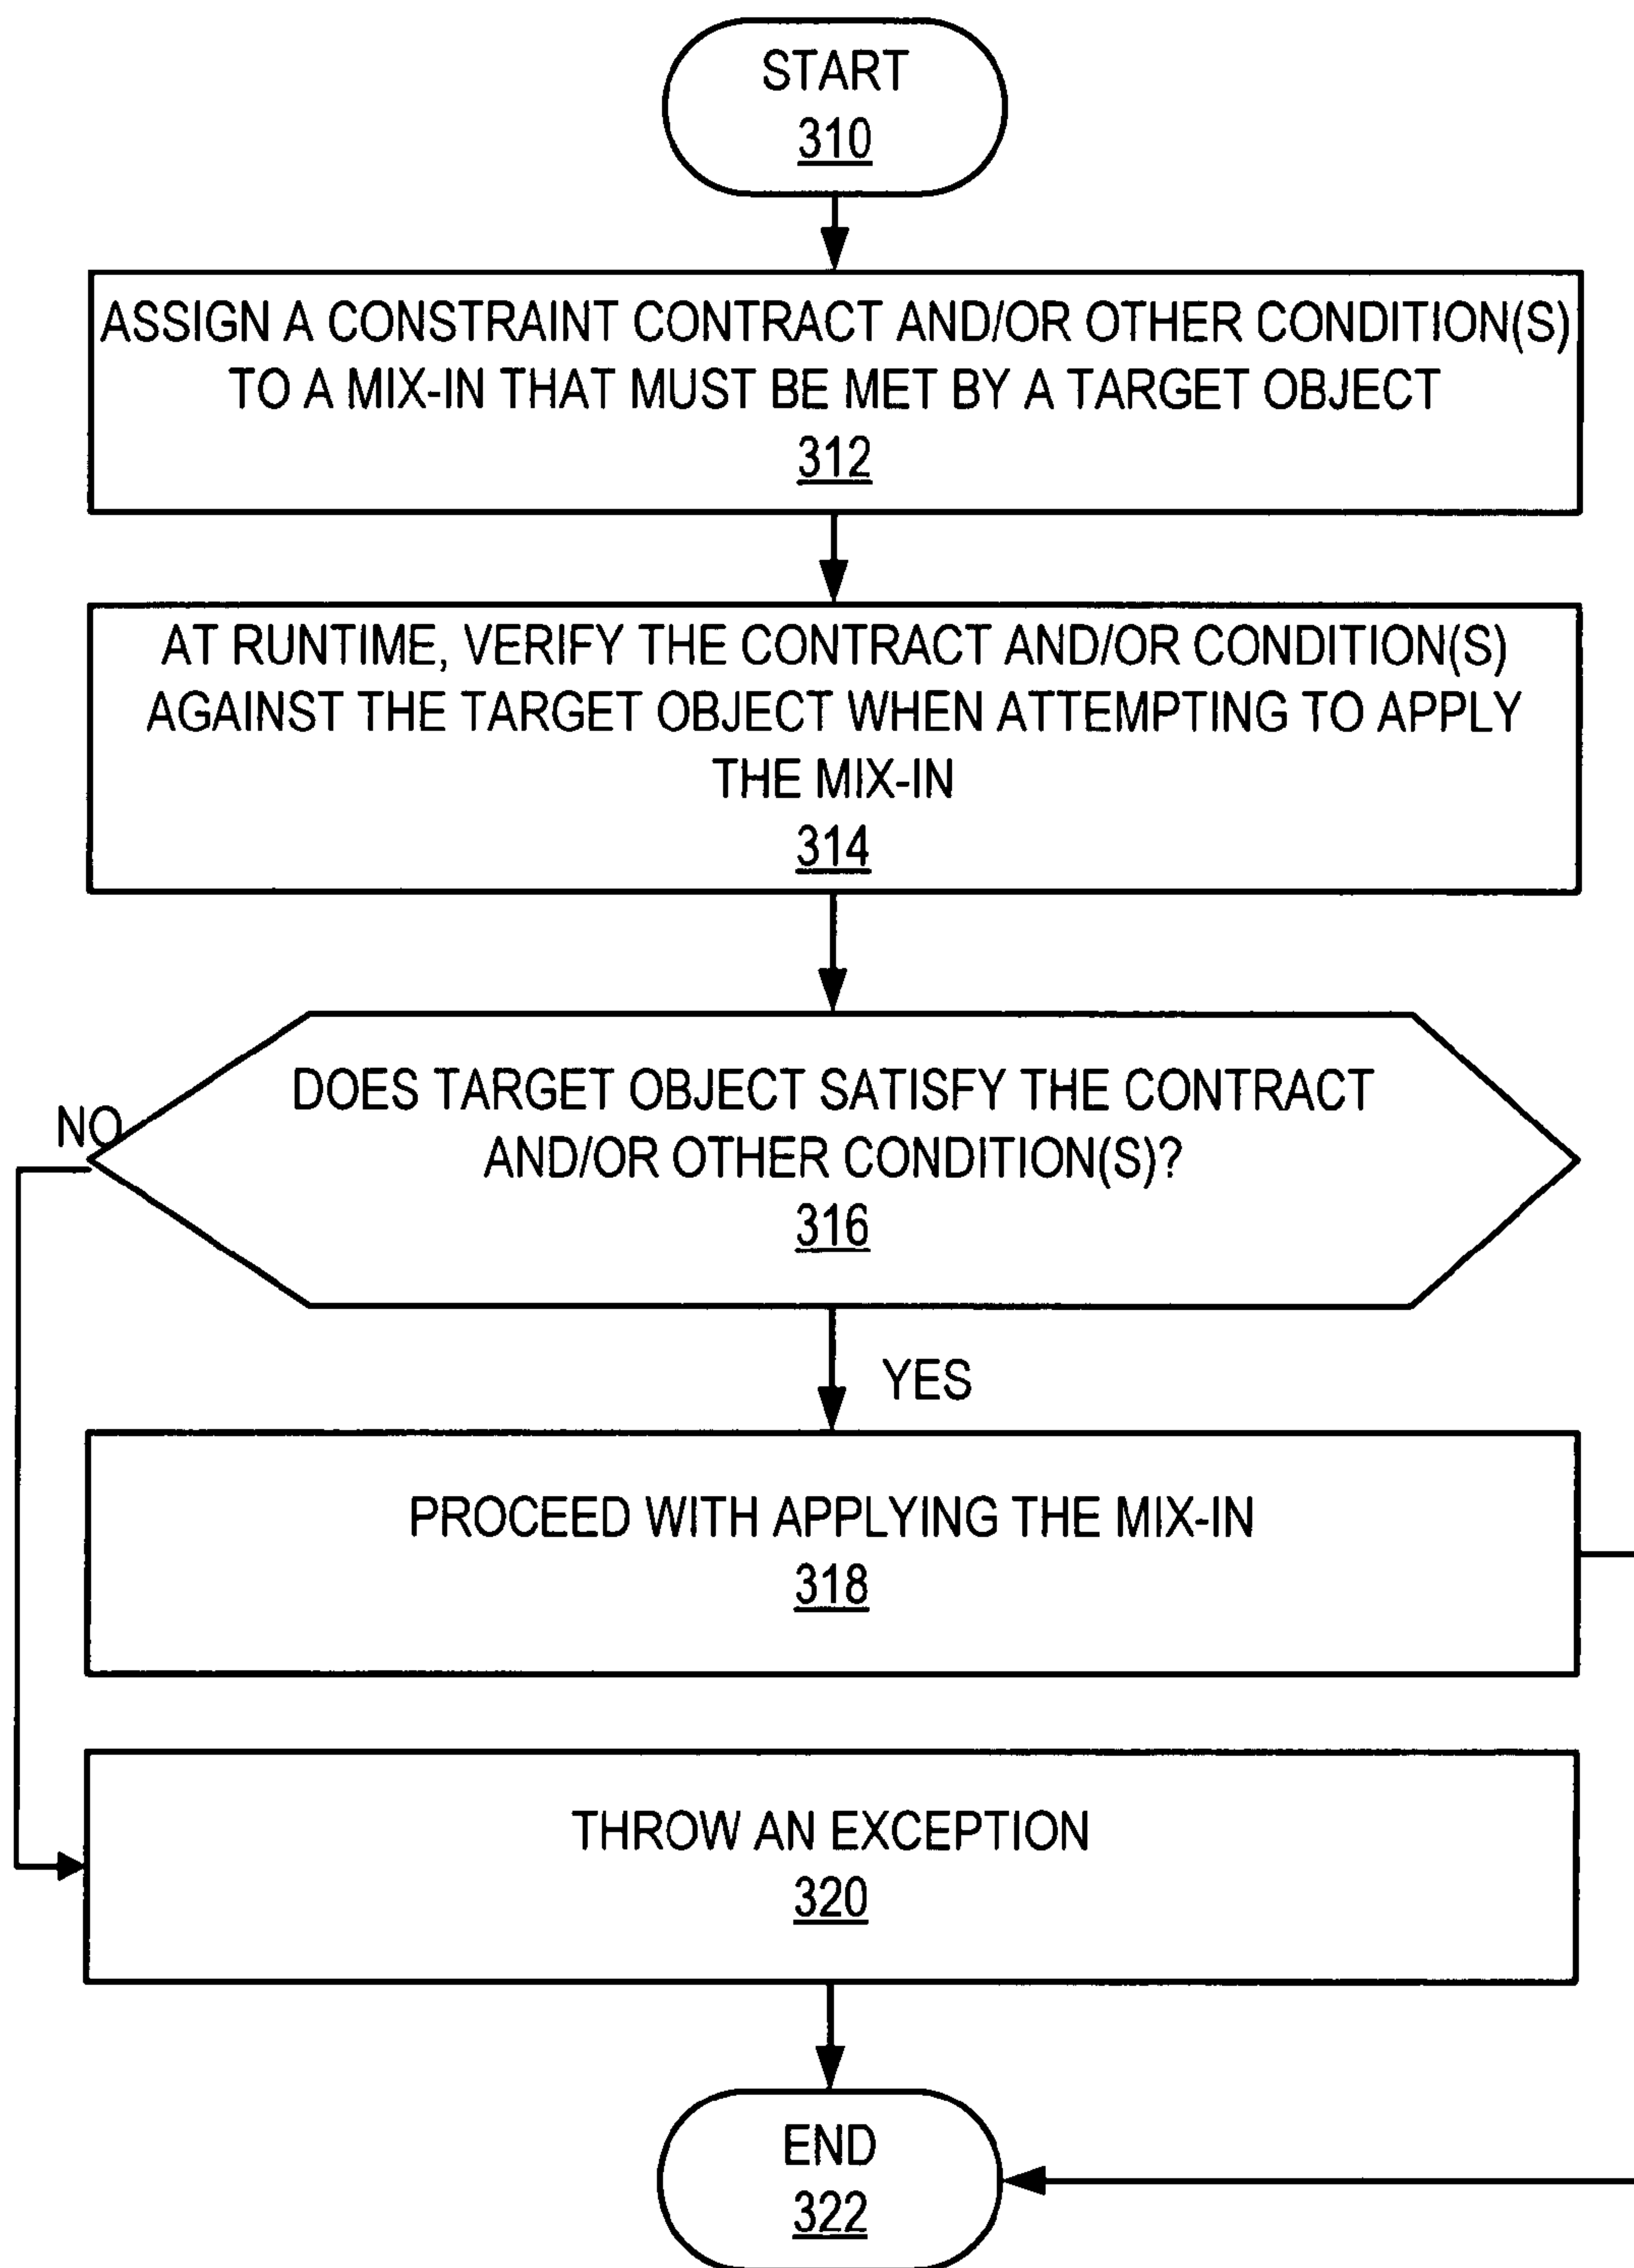 START
310
ASSIGN A CONSTRAINT CONTRACT AND/OR OTHER CONDITION(S)
TO A MIX-IN THAT MUST BE MET BY A TARGET OBJECT
312
AT RUNTIME, VERIFY THE CONTRACT AND/OR CONDITION(S)
AGAINST THE TARGET OBJECT WHEN ATTEMPTING TO APPLY
THE MIX-IN
314
DOES TARGET OBJECT SATISFY THE CONTRACT
AND/OR OTHER CONDITION(S)?
316
NO
YES
PROCEED WITH APPLYING THE MIX-IN
318
THROW AN EXCEPTION
320
END
322